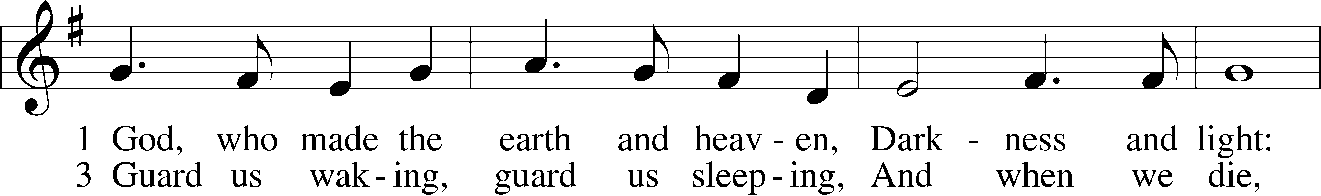 1 God, who made the earth and heav - en, Dark - ness and light:
3 Guard us wak - ing, guard us sleep - ing, And when we die,